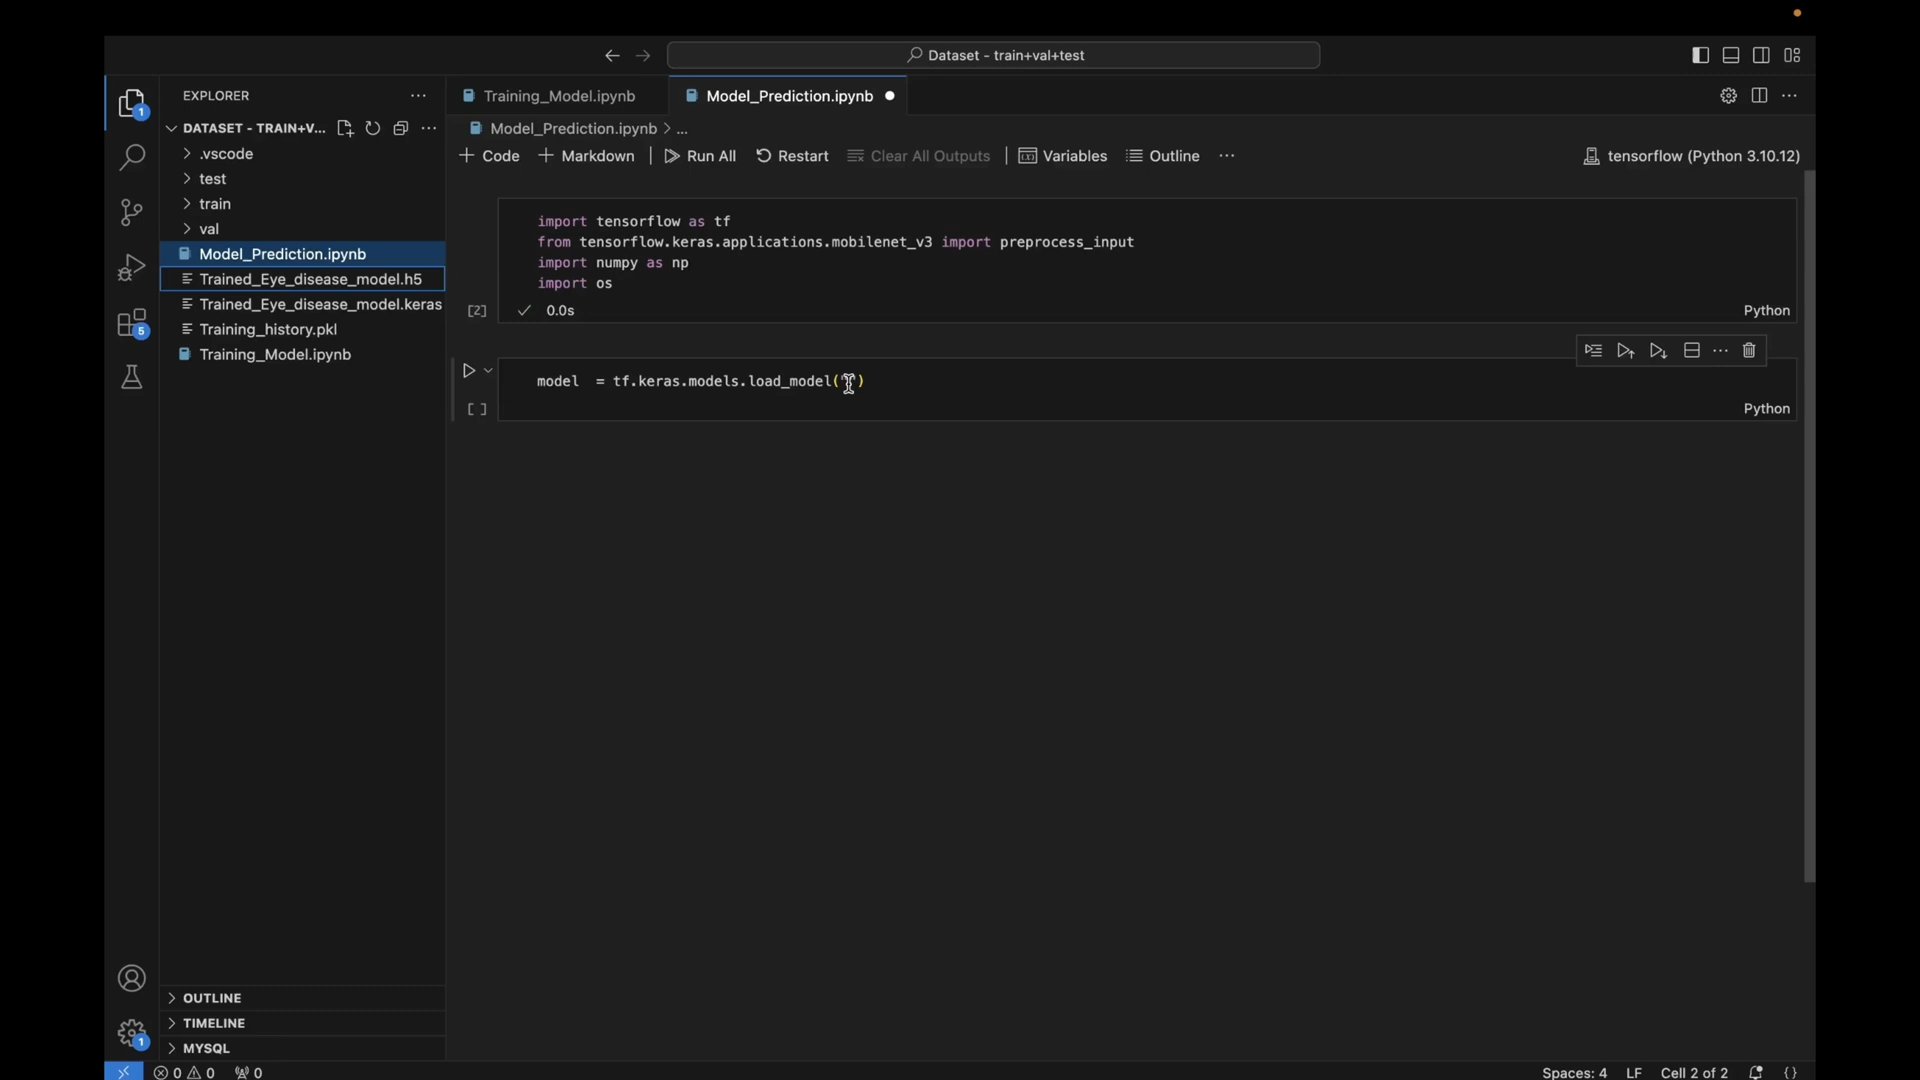 Dataset - train+val+test
EXPLORER
Training_Model.ipynb
Model_Prediction.ipynb
DATASET - TRAIN+V...
Model_Prediction.ipynb > ...
.vscode
Code
Markdown
Run All
Restart
Clear All Outputs
Variables
Outline
tensorflow (Python 3.10.12)
test
train
val
Model_Prediction.ipynb
Trained_Eye_disease_model.h5
Trained_Eye_disease_model.keras
Training_history.pkl
Training_Model.ipynb
import tensorflow as tf
from tensorflow.keras.applications.mobilenet_v3 import preprocess_input
import numpy as np
import os
[2]
0.0s
Python
model  = tf.keras.models.load_model("")
[ ]
Python
1
5
1
OUTLINE
TIMELINE
MYSQL
0
0
0
Spaces: 4
LF
Cell 2 of 2